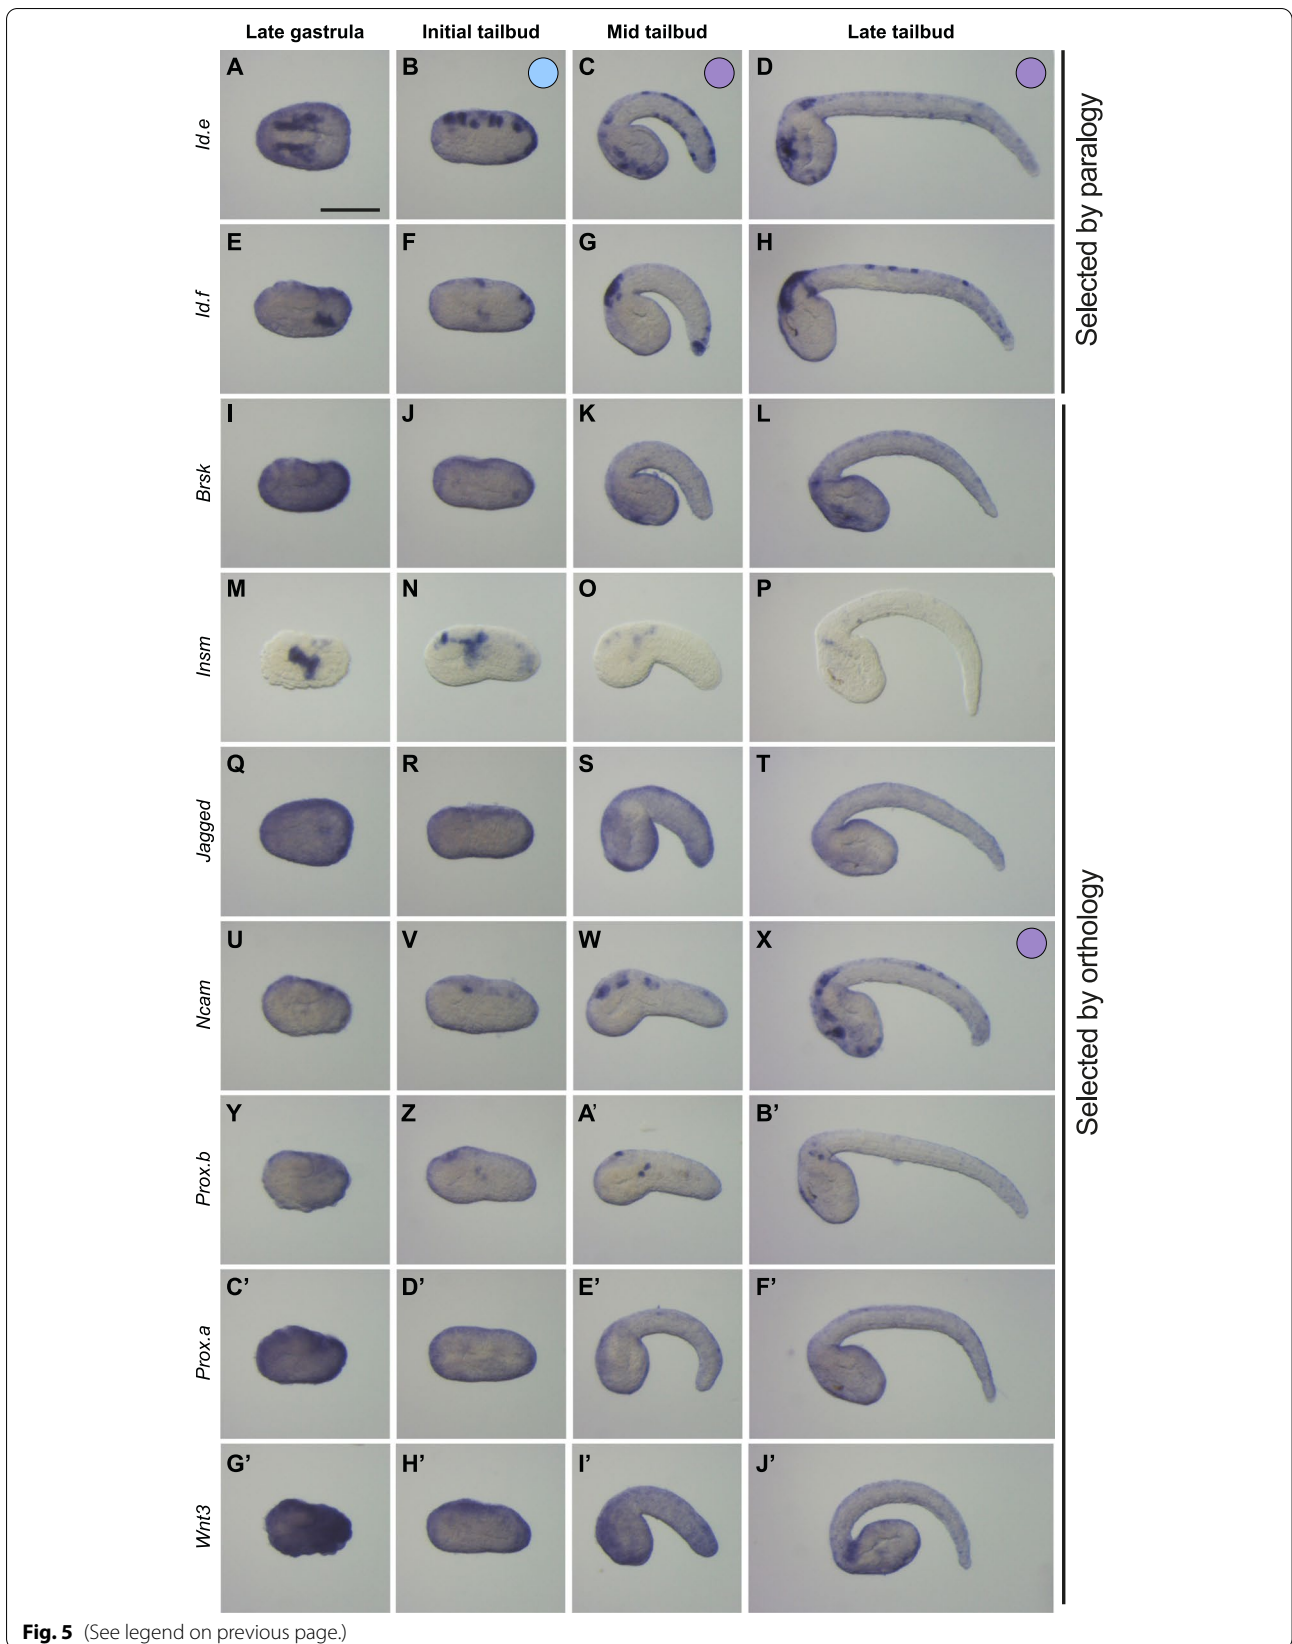 Late gastrula Initial tailbud Mid tailbud Late tailbud
Id.e
A B C D
Id.f
E F G H
Selected by paralogy
Brsk
I J K L
Insm
M N O P
Jagged
Q R S T
Ncam
U V W X
Prox.b
Y Z A’ B’
Prox.a
C’ D’ E’ F’
Wnt3
G’ H’ I’ J’
Selected by orthology
Fig. 5 (See legend on previous page.)